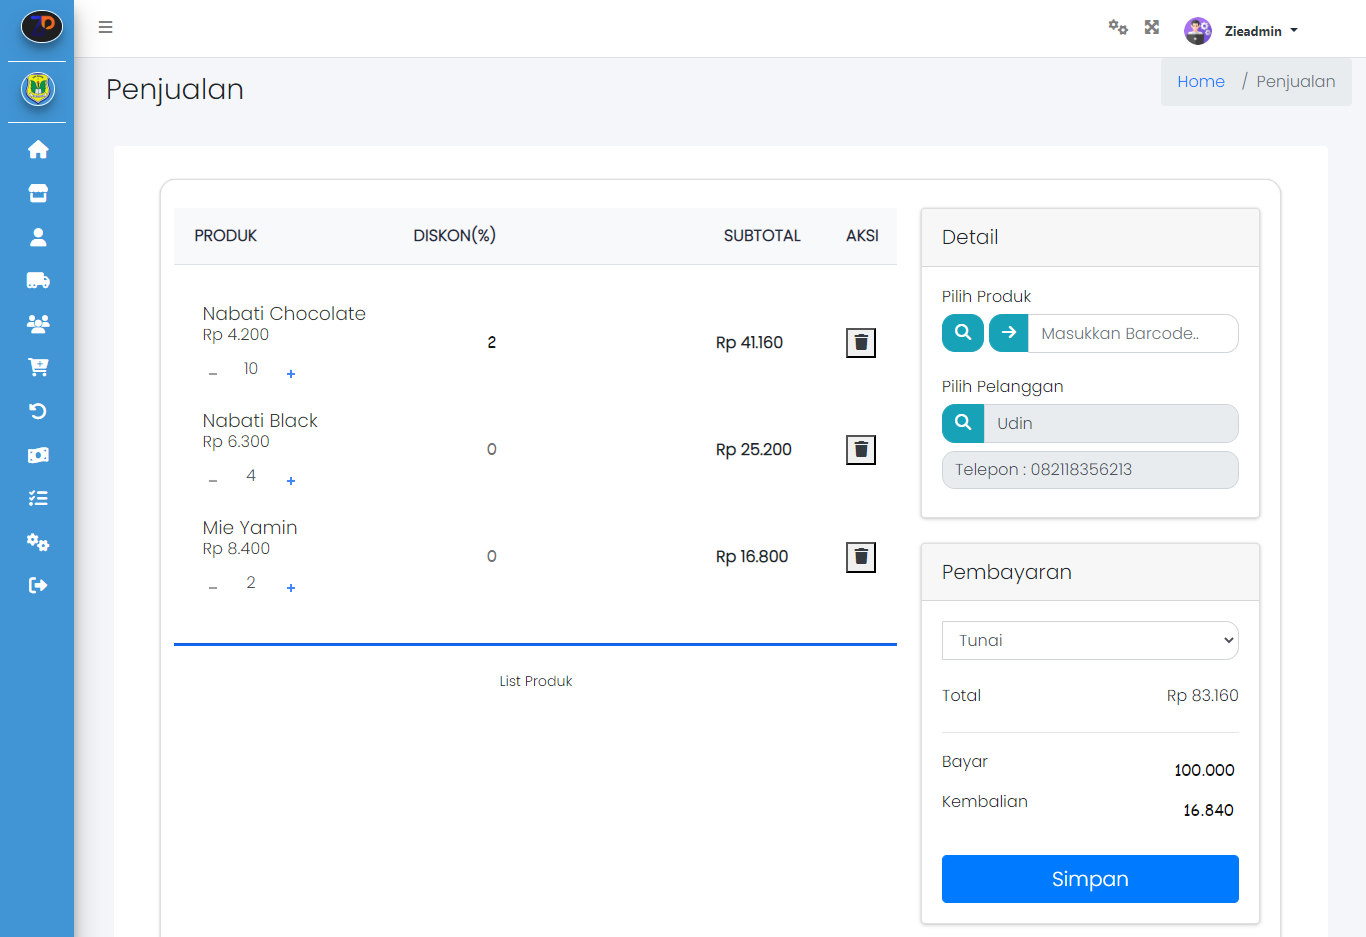 Zieadmin
Penjualan
Home / Penjualan
PRODUK DISKON(%) SUBTOTAL AKSI
Nabati Chocolate
Rp 4.200
2 Rp 41.160
− 10 +
Nabati Black
Rp 6.300
0 Rp 25.200
− 4 +
Mie Yamin
Rp 8.400
0 Rp 16.800
− 2 +
List Produk
Detail
Pilih Produk
Masukkan Barcode..
Pilih Pelanggan
Udin
Telepon : 082118356213
Pembayaran
Tunai
Total Rp 83.160
Bayar 100.000
Kembalian 16.840
Simpan